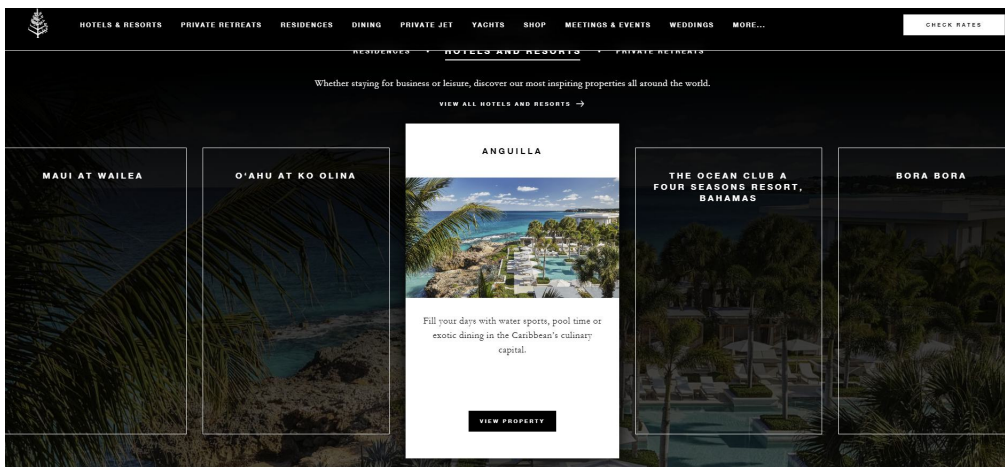 HOTELS & RESORTS PRIVATE RETREATS RESIDENCES DINING PRIVATE JET YACHTS SHOP MEETINGS & EVENTS WEDDINGS MORE...
CHECK RATES
RESIDENCES • HOTELS AND RESORTS • PRIVATE RETREATS
Whether staying for business or leisure, discover our most inspiring properties all around the world.
VIEW ALL HOTELS AND RESORTS →
MAUI AT WAILEA
O'AHU AT KO OLINA
ANGUILLA
Fill your days with water sports, pool time or
exotic dining in the Caribbean's culinary
capital.
VIEW PROPERTY
THE OCEAN CLUB A
FOUR SEASONS RESORT,
BAHAMAS
BORA BORA